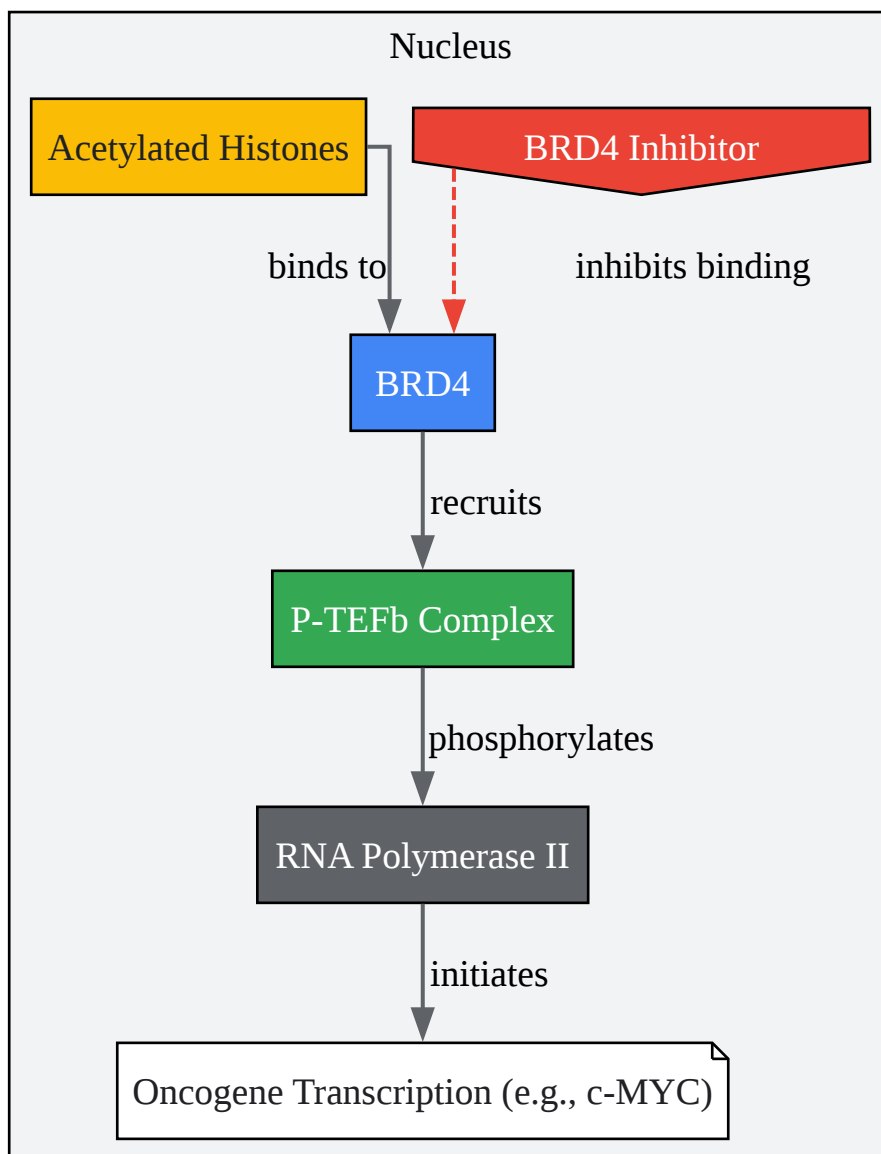 Nucleus
Acetylated Histones
BRD4 Inhibitor
binds to
inhibits binding
BRD4
recruits
P-TEFb Complex
phosphorylates
RNA Polymerase II
initiates
Oncogene Transcription (e.g., c-MYC)